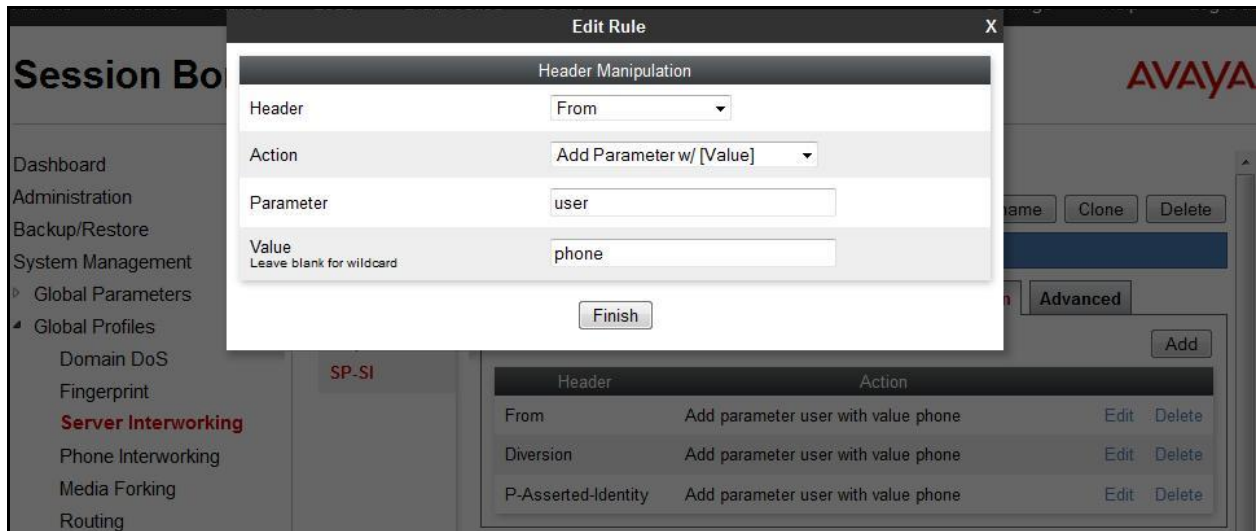 Edit Rule X
Session Bo
AVAYA
Header Manipulation
Header From
Action Add Parameter w/ [Value]
Parameter user
Value phone
Leave blank for wildcard
Finish
Dashboard
Administration
Backup/Restore
System Management
Global Parameters
Global Profiles
Domain DoS
Fingerprint
Server Interworking
Phone Interworking
Media Forking
Routing
SP-SI
name Clone Delete
n Advanced
Add
Header Action
From Add parameter user with value phone Edit Delete
Diversion Add parameter user with value phone Edit Delete
P-Asserted-Identity Add parameter user with value phone Edit Delete